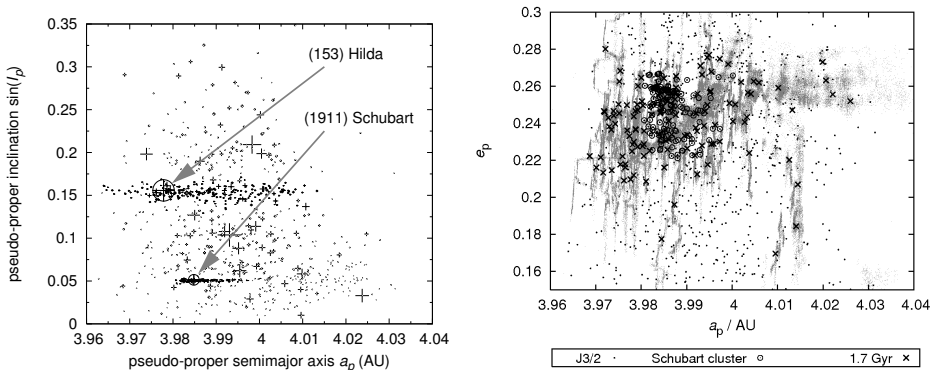 0.35
0.3
0.25
0.2
0.15
0.1
0.05
0
pseudo-proper inclination sin(I_p)
(153) Hilda
(1911) Schubart
3.96 3.97 3.98 3.99 4 4.01 4.02 4.03 4.04
pseudo-proper semimajor axis a_p (AU)
0.3
0.28
0.26
0.24
0.22
0.2
0.18
0.16
e_p
3.96 3.97 3.98 3.99 4 4.01 4.02 4.03 4.04
a_p / AU
J3/2 Schubart cluster 1.7 Gyr